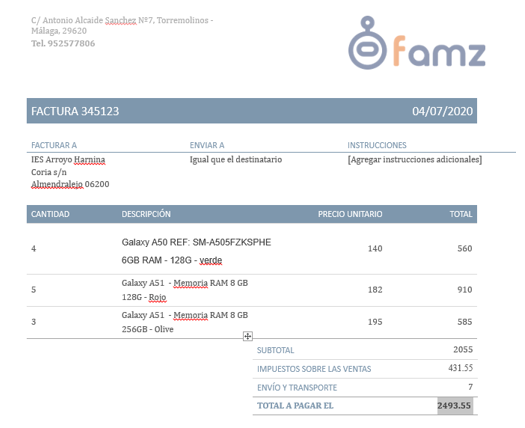 C/ Antonio Alcaide Sanchez Nº7, Torremolinos -
Málaga, 29620
Tel. 952577806
famz
FACTURA 345123 04/07/2020
FACTURAR A ENVIAR A INSTRUCCIONES
IES Arroyo Harnina Igual que el destinatario [Agregar instrucciones adicionales]
Coria s/n
Almendralejo 06200
CANTIDAD DESCRIPCIÓN PRECIO UNITARIO TOTAL
4 Galaxy A50 REF: SM-A505FZKSPHE 140 560
6GB RAM - 128G - verde
5 Galaxy A51 - Memoria RAM 8 GB 182 910
128G - Rojo
3 Galaxy A51 - Memoria RAM 8 GB 195 585
256GB - Olive
SUBTOTAL 2055
IMPUESTOS SOBRE LAS VENTAS 431.55
ENVÍO Y TRANSPORTE 7
TOTAL A PAGAR EL 2493.55